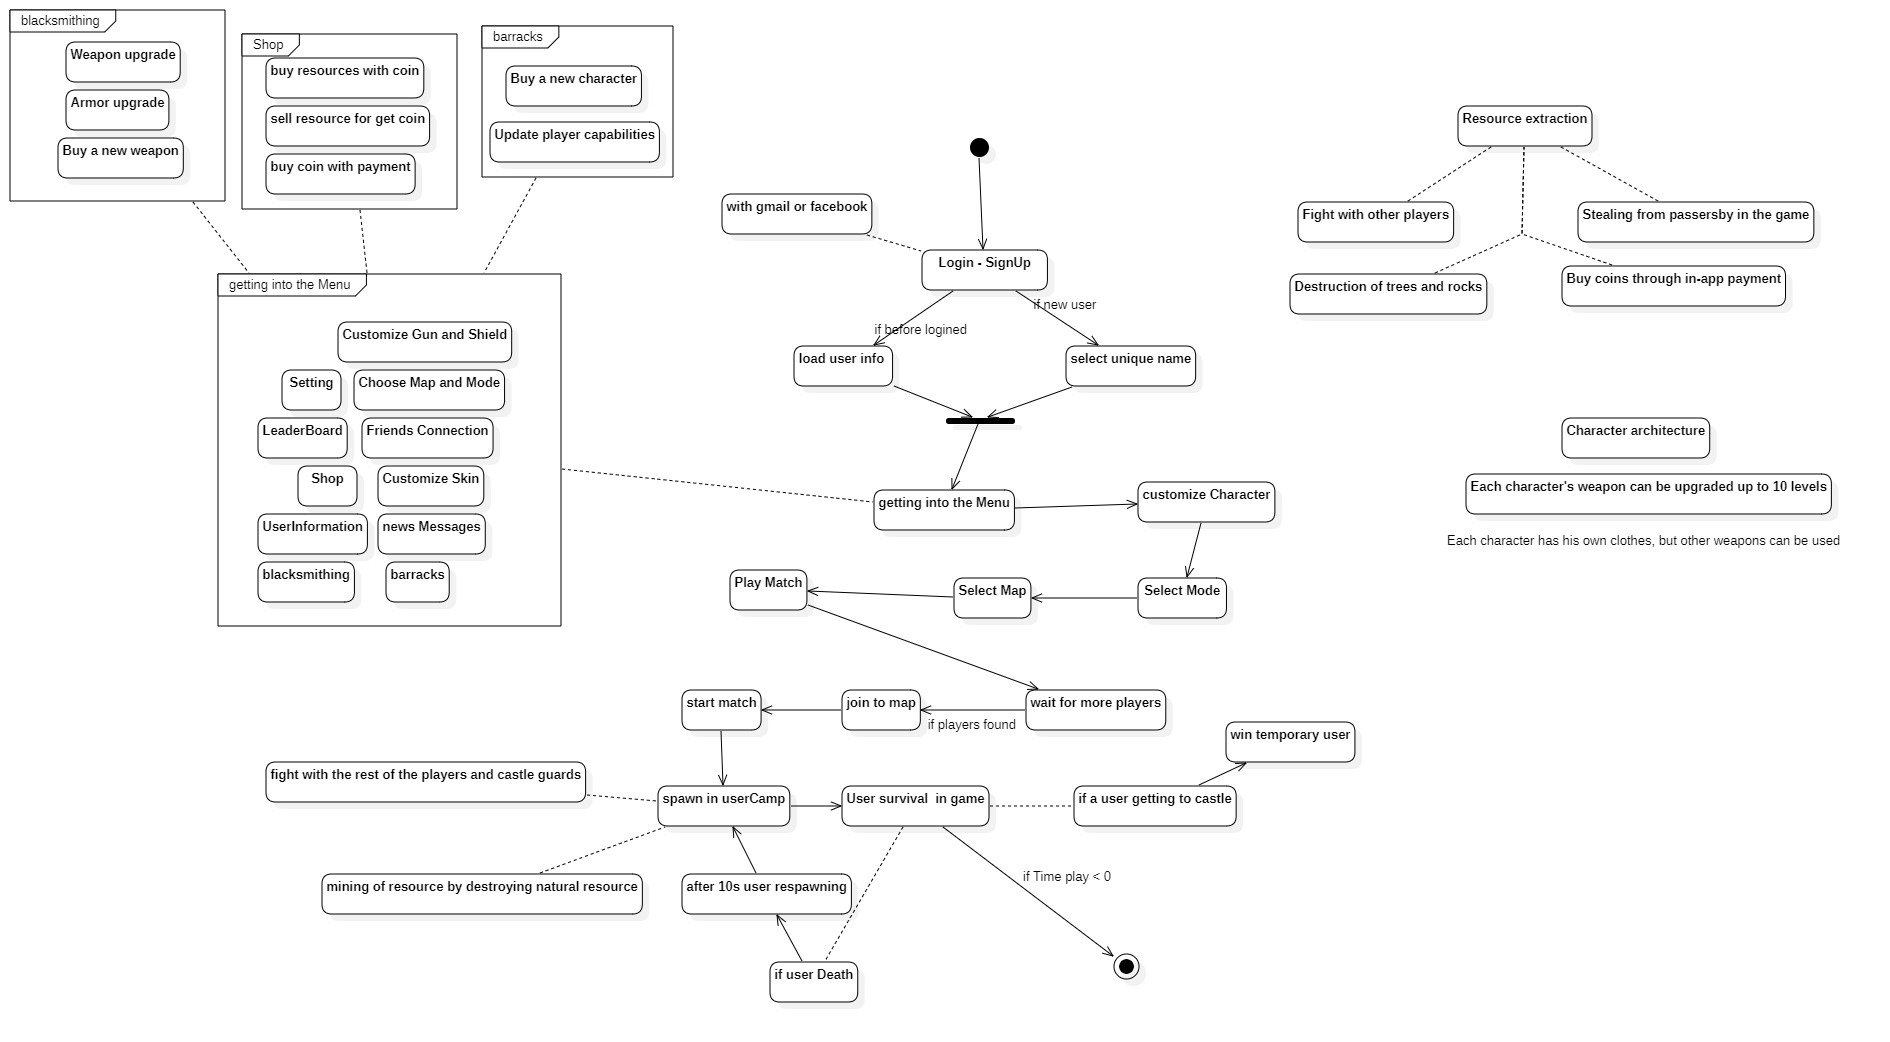 blacksmithing
Weapon upgrade
Armor upgrade
Buy a new weapon
Shop
buy resources with coin
sell resource for get coin
buy coin with payment
barracks
Buy a new character
Update player capabilities
getting into the Menu
Customize Gun and Shield
Setting
Choose Map and Mode
LeaderBoard
Friends Connection
Shop
Customize Skin
UserInformation
news Messages
blacksmithing
barracks
with gmail or facebook
Login - SignUp
if new user
if before logined
load user info
select unique name
getting into the Menu
customize Character
Play Match
Select Map
Select Mode
start match
join to map
if players found
wait for more players
win temporary user
fight with the rest of the players and castle guards
spawn in userCamp
User survival  in game
if a user getting to castle
mining of resource by destroying natural resource
after 10s user respawning
if Time play < 0
if user Death
Resource extraction
Fight with other players
Stealing from passersby in the game
Destruction of trees and rocks
Buy coins through in-app payment
Character architecture
Each character's weapon can be upgraded up to 10 levels
Each character has his own clothes, but other weapons can be used